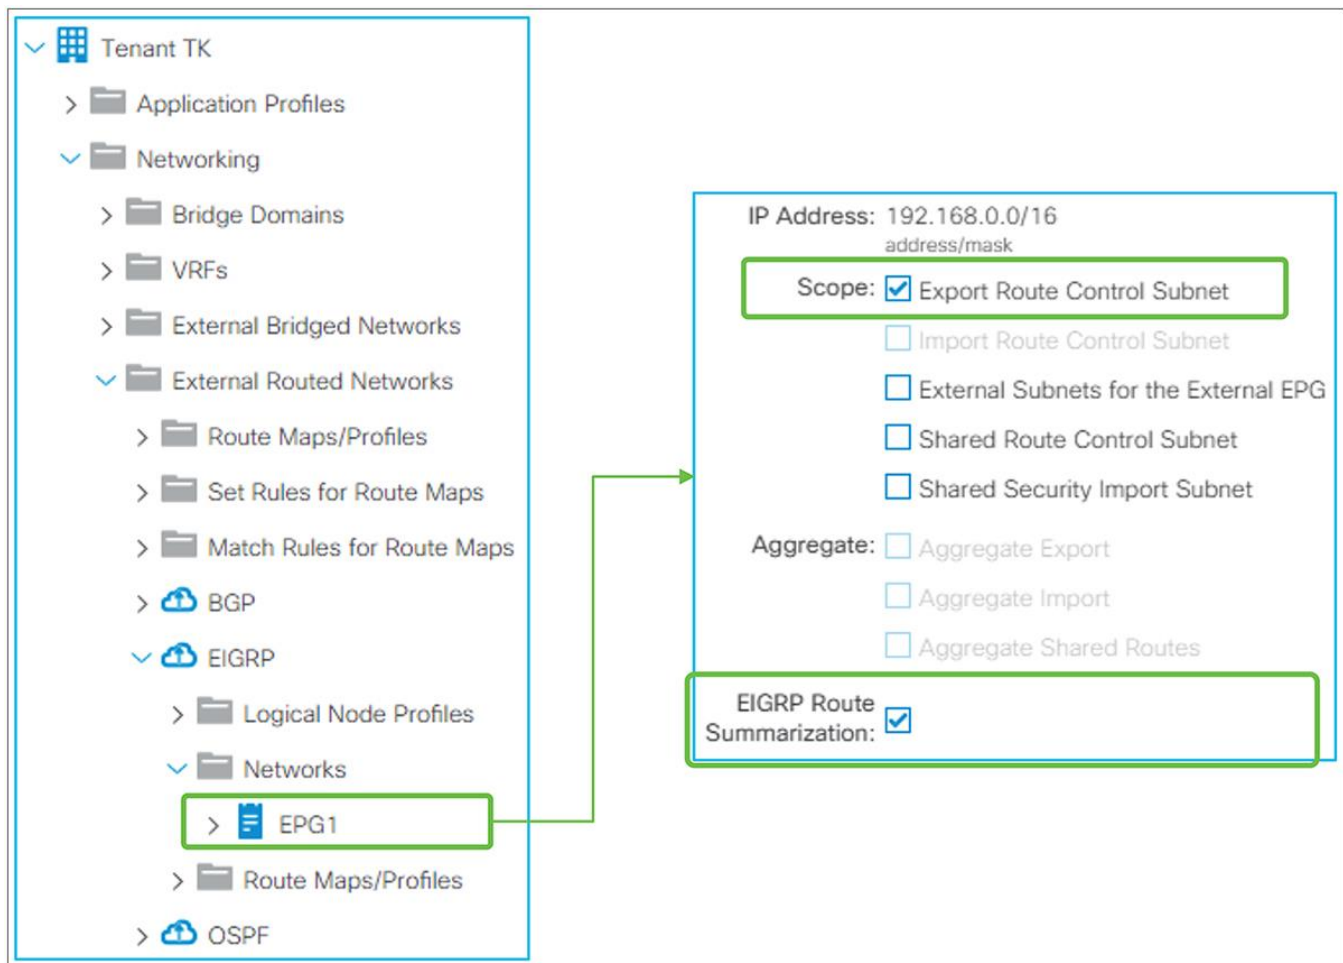 Tenant TK
Application Profiles
Networking
Bridge Domains
VRFs
External Bridged Networks
External Routed Networks
Route Maps/Profiles
Set Rules for Route Maps
Match Rules for Route Maps
BGP
EIGRP
Logical Node Profiles
Networks
EPG1
Route Maps/Profiles
OSPF
IP Address: 192.168.0.0/16
address/mask
Scope: Export Route Control Subnet
Import Route Control Subnet
External Subnets for the External EPG
Shared Route Control Subnet
Shared Security Import Subnet
Aggregate: Aggregate Export
Aggregate Import
Aggregate Shared Routes
EIGRP Route
Summarization: